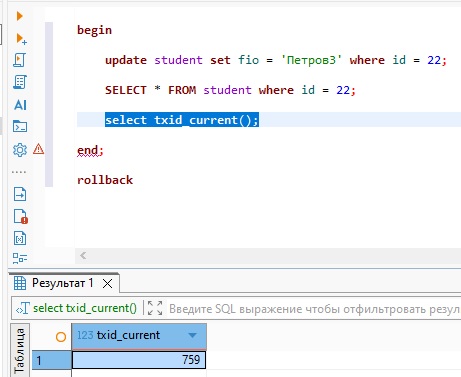 begin
update student set fio = 'Петров3' where id = 22;
SELECT * FROM student where id = 22;
select txid_current();
AI
end;
rollback
Результат 1
select txid_current()
Введите SQL выражение чтобы отфильтровать резул
Таблица
123 txid_current
1 759